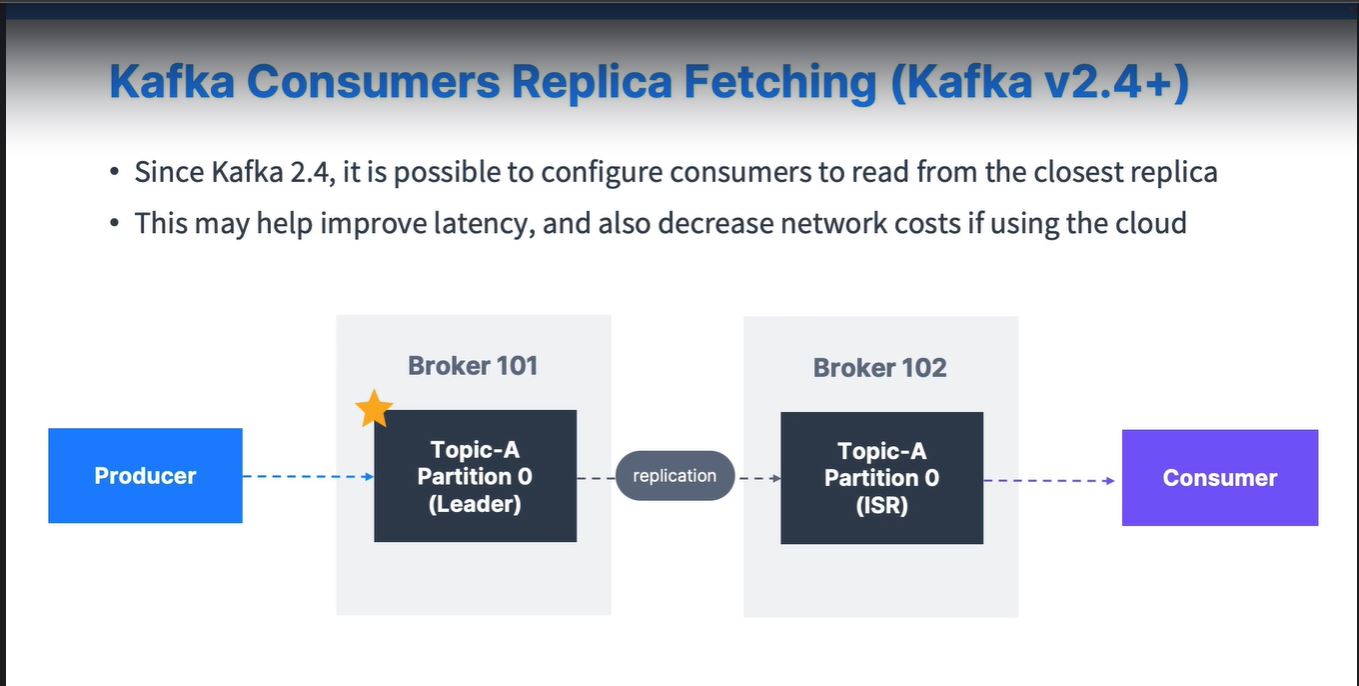 Kafka Consumers Replica Fetching (Kafka v2.4+)
• Since Kafka 2.4, it is possible to configure consumers to read from the closest replica
• This may help improve latency, and also decrease network costs if using the cloud
Broker 101
Broker 102
Producer
Topic-A
Partition 0
(Leader)
replication
Topic-A
Partition 0
(ISR)
Consumer